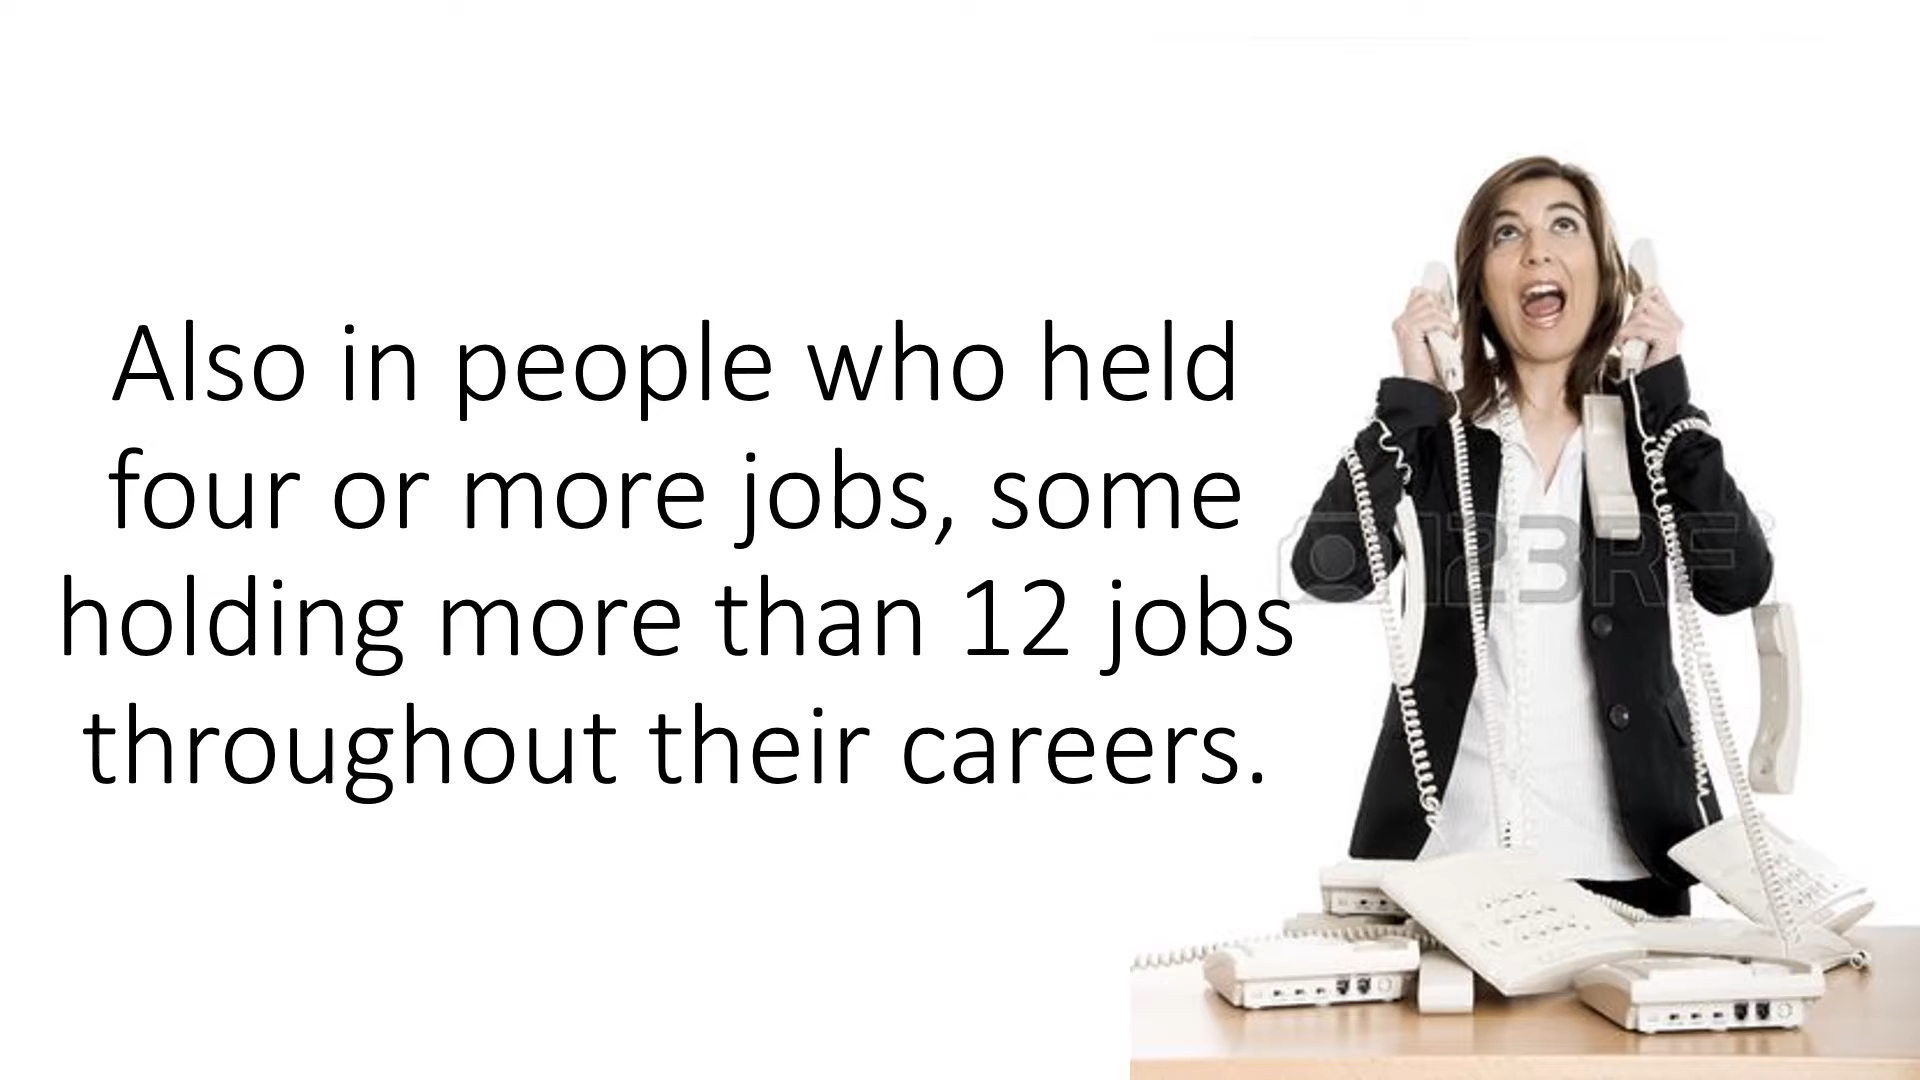 Also in people who held
four or more jobs, some
holding more than 12 jobs
throughout their careers.
123RF